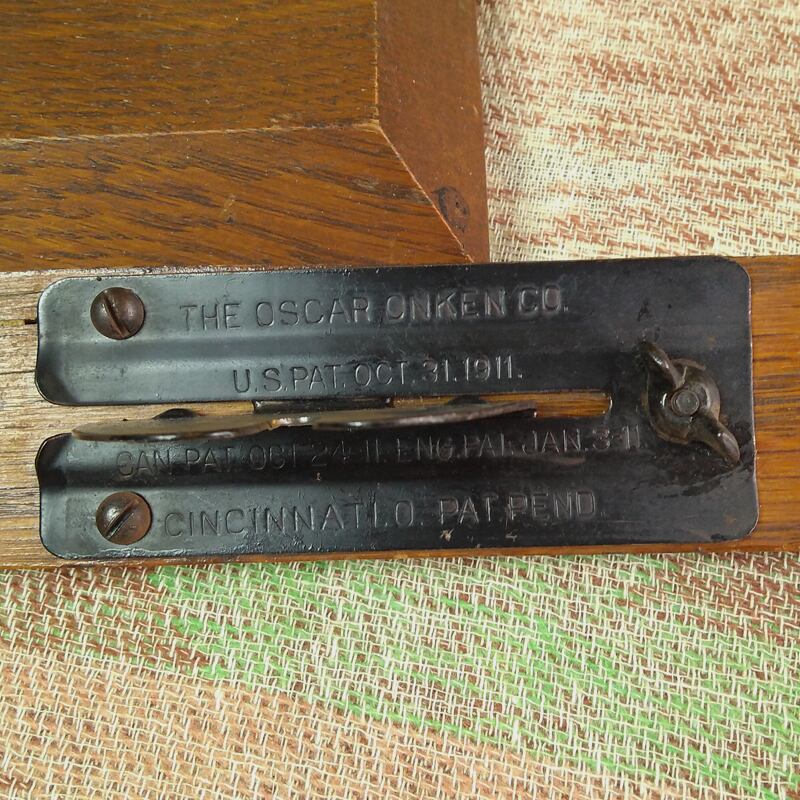 THE OSCAR ONKEN CO.
U.S. PAT. OCT. 31. 1911.
CAN. PAT. OCT 24-11. ENG. PAT. JAN. 3-11
CINCINNATI. O. PAT. PEND.